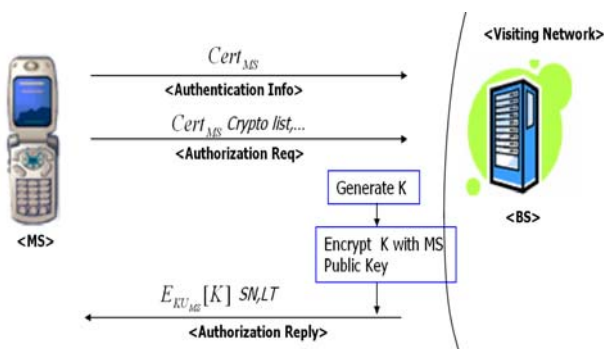 <Visiting Network>
Cert_MS
<Authentication Info>
Cert_MS Crypto list,...
<Authorization Req>
Generate K
<MS>
<BS>
Encrypt K with MS
Public Key
E_KU_MS [K] SN,LT
<Authorization Reply>